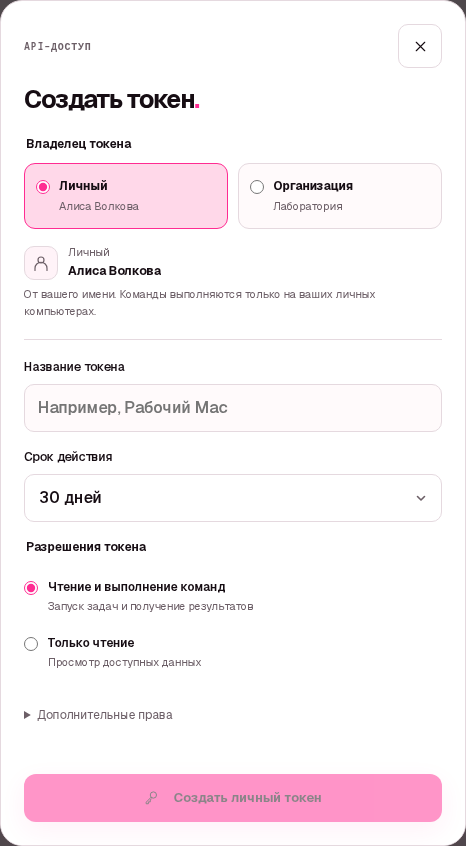 API-ДОСТУП
Создать токен.
Владелец токена
Личный
Алиса Волкова
Организация
Лаборатория
Личный
Алиса Волкова
От вашего имени. Команды выполняются только на ваших личных
компьютерах.
Название токена
Например, Рабочий Mac
Срок действия
30 дней
Разрешения токена
Чтение и выполнение команд
Запуск задач и получение результатов
Только чтение
Просмотр доступных данных
Дополнительные права
Создать личный токен